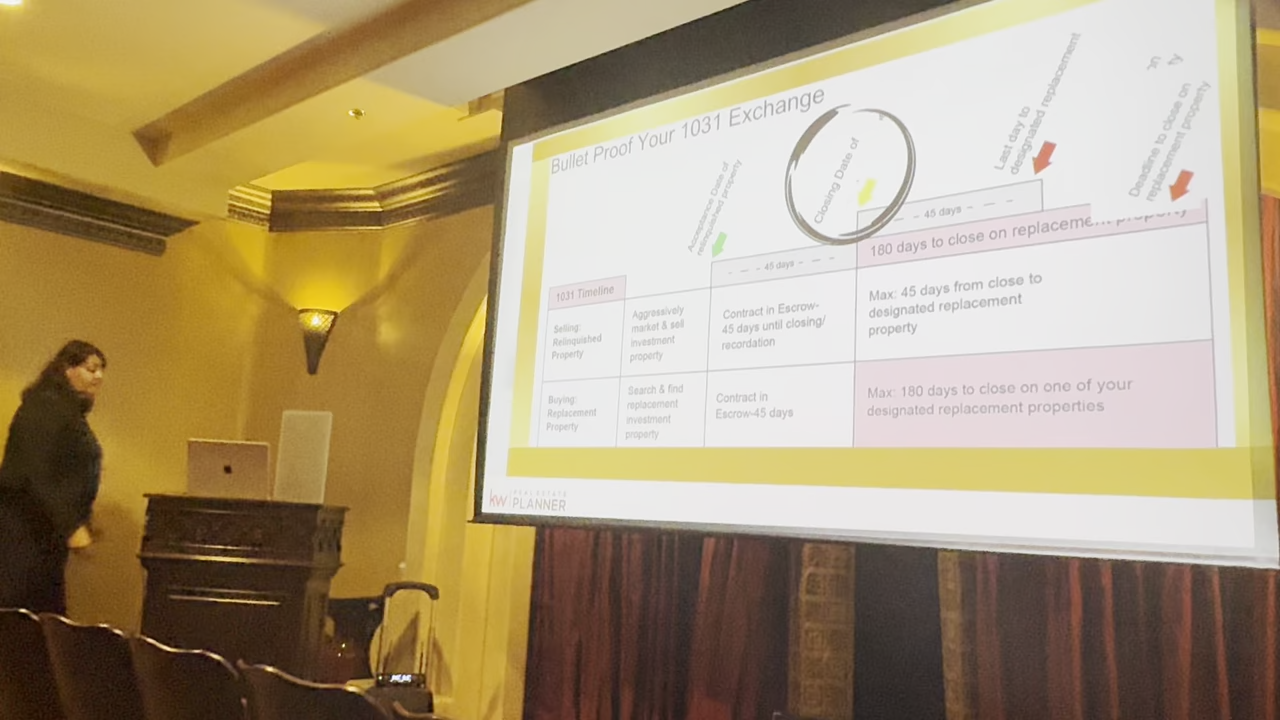 Bullet Proof Your 1031 Exchange
Acceptance Date of
relinquished property
Closing Date of
Last day to
designated replacement
Deadline to close on
replacement property
45 days
45 days
180 days to close on replacement property
1031 Timeline
Selling:
Relinquished
Property
Aggressively
market & sell
investment
property
Contract in Escrow-
45 days until closing/
recordation
Max: 45 days from close to
designated replacement
property
Buying:
Replacement
Property
Search & find
replacement
investment
property
Contract in
Escrow-45 days
Max: 180 days to close on one of your
designated replacement properties
kw
REAL ESTATE
PLANNER